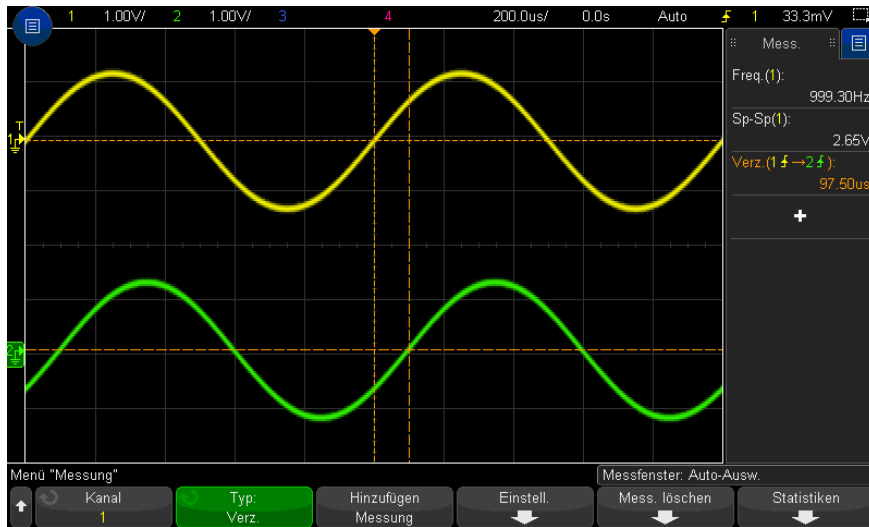 1 1.00V/ 2 1.00V/ 3 4 200.0us/ 0.0s Auto 1 33.3mV
Mess.
Freq.(1):
999.30Hz
Sp-Sp(1):
2.65V
Verz.(1→2):
97.50us
+
T
1
2
Menü "Messung"
Messfenster: Auto-Ausw.
Kanal
1
Typ:
Verz.
Hinzufügen
Messung
Einstell.
Mess. löschen
Statistiken